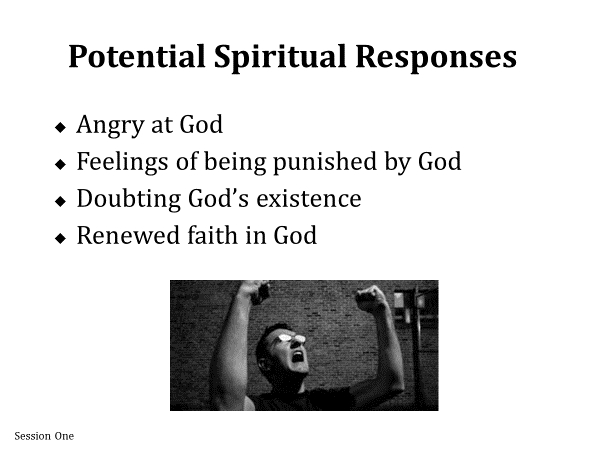 Potential Spiritual Responses
◆ Angry at God
◆ Feelings of being punished by God
◆ Doubting God’s existence
◆ Renewed faith in God
Session One